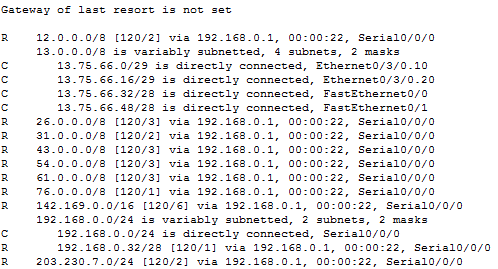 Gateway of last resort is not set

R    12.0.0.0/8 [120/2] via 192.168.0.1, 00:00:22, Serial0/0/0
     13.0.0.0/8 is variably subnetted, 4 subnets, 2 masks
C       13.75.66.0/29 is directly connected, Ethernet0/3/0.10
C       13.75.66.16/29 is directly connected, Ethernet0/3/0.20
C       13.75.66.32/28 is directly connected, FastEthernet0/0
C       13.75.66.48/28 is directly connected, FastEthernet0/1
R    26.0.0.0/8 [120/3] via 192.168.0.1, 00:00:22, Serial0/0/0
R    31.0.0.0/8 [120/2] via 192.168.0.1, 00:00:22, Serial0/0/0
R    43.0.0.0/8 [120/3] via 192.168.0.1, 00:00:22, Serial0/0/0
R    54.0.0.0/8 [120/3] via 192.168.0.1, 00:00:22, Serial0/0/0
R    61.0.0.0/8 [120/3] via 192.168.0.1, 00:00:22, Serial0/0/0
R    76.0.0.0/8 [120/1] via 192.168.0.1, 00:00:22, Serial0/0/0
R    142.169.0.0/16 [120/6] via 192.168.0.1, 00:00:22, Serial0/0/0
     192.168.0.0/24 is variably subnetted, 2 subnets, 2 masks
C       192.168.0.0/24 is directly connected, Serial0/0/0
R       192.168.0.32/28 [120/1] via 192.168.0.1, 00:00:22, Serial0/0/0
R    203.230.7.0/24 [120/2] via 192.168.0.1, 00:00:22, Serial0/0/0